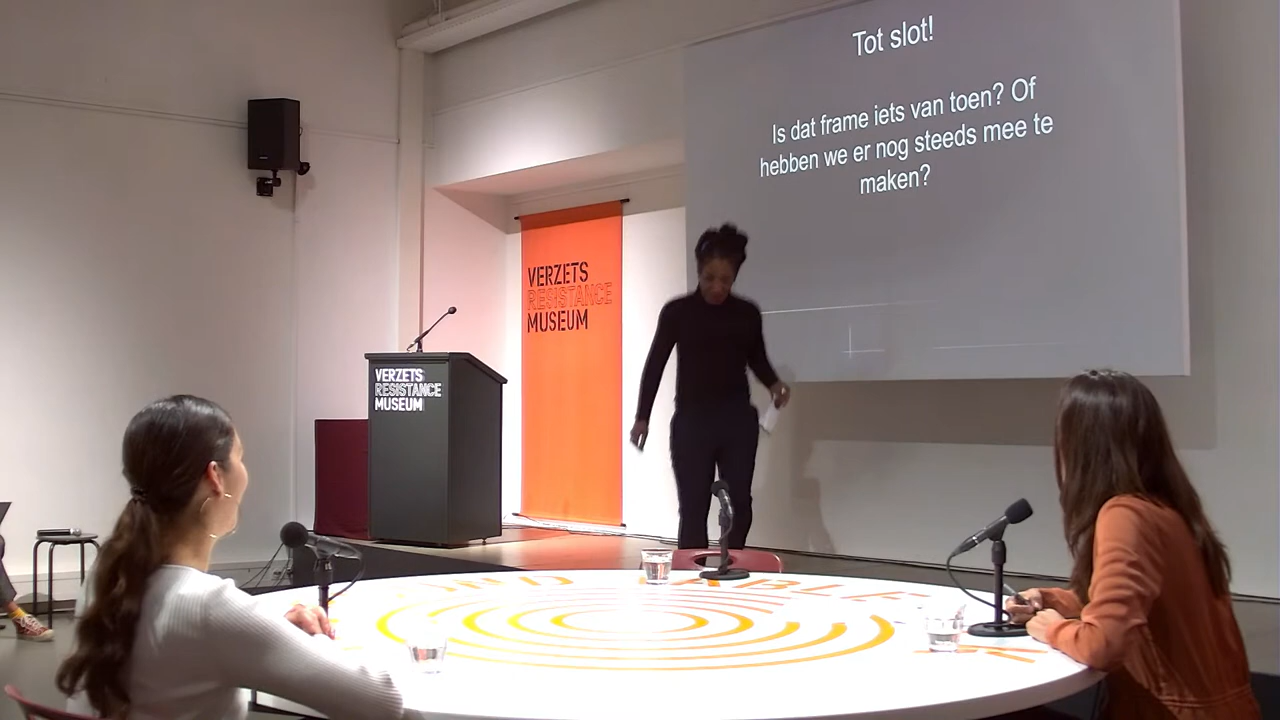 Tot slot!
Is dat frame iets van toen? Of
hebben we er nog steeds mee te
maken?
VERZETS
RESISTANCE
MUSEUM
VERZETS
RESISTANCE
MUSEUM